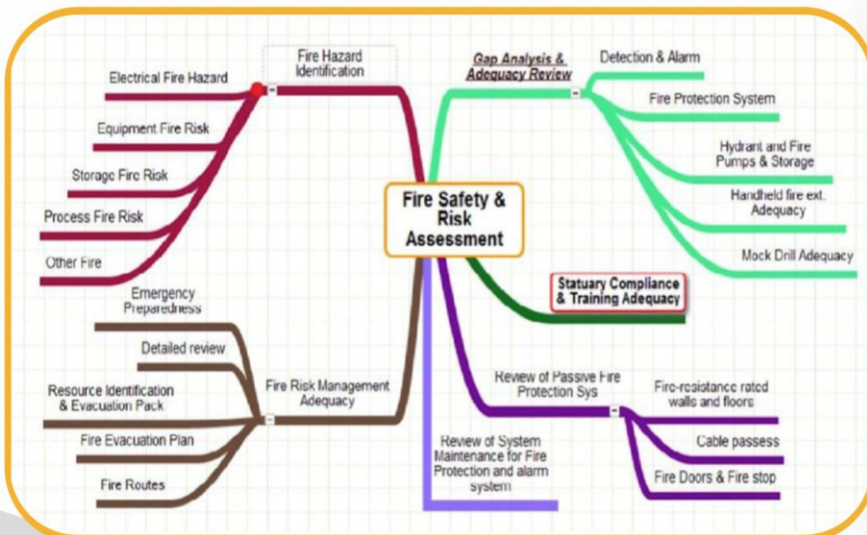 Fire Safety &
Risk
Assessment
Fire Hazard
Identification
Electrical Fire Hazard
Equipment Fire Risk
Storage Fire Risk
Process Fire Risk
Other Fire
Gap Analysis &
Adequacy Review
Detection & Alarm
Fire Protection System
Hydrant and Fire
Pumps & Storage
Handheld fire ext.
Adequacy
Mock Drill Adequacy
Statuary Compliance
& Training Adequacy
Review of Passive Fire
Protection Sys
Fire-resistance rated
walls and floors
Cable passess
Fire Doors & Fire stop
Review of System
Maintenance for Fire
Protection and alarm
system
Fire Risk Management
Adequacy
Emergency
Preparedness
Detailed review
Resource Identification
& Evacuation Pack
Fire Evacuation Plan
Fire Routes